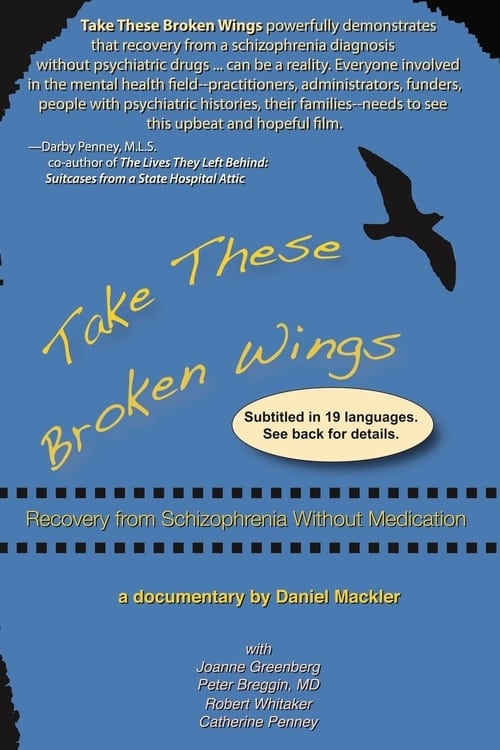 Take These Broken Wings powerfully demonstrates
that recovery from a schizophrenia diagnosis
without psychiatric drugs ... can be a reality. Everyone involved
in the mental health field--practitioners, administrators, funders,
people with psychiatric histories, their families--needs to see
this upbeat and hopeful film.
—Darby Penney, M.L.S.
co-author of The Lives They Left Behind:
Suitcases from a State Hospital Attic
Take These
Broken Wings
Subtitled in 19 languages.
See back for details.
Recovery from Schizophrenia Without Medication
a documentary by Daniel Mackler
with
Joanne Greenberg
Peter Breggin, MD
Robert Whitaker
Catherine Penney